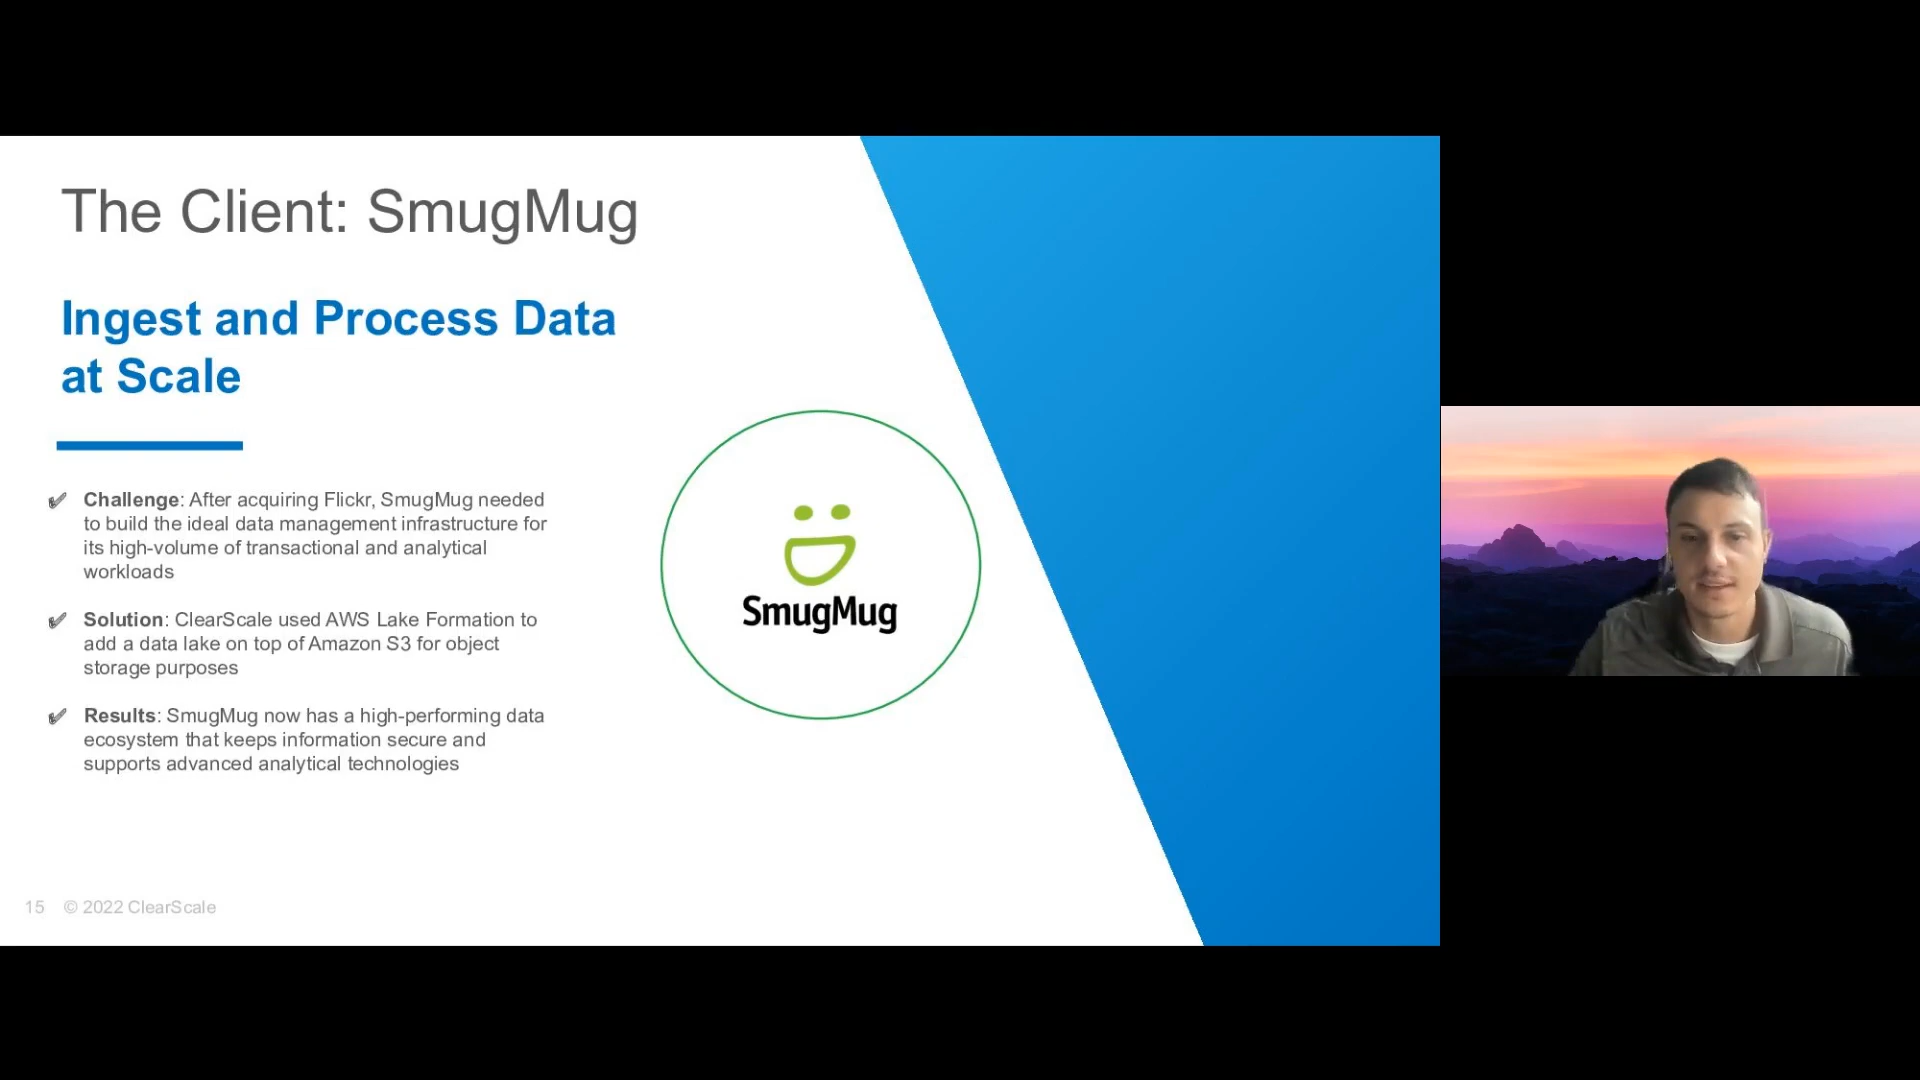 The Client: SmugMug
Ingest and Process Data
at Scale
Challenge: After acquiring Flickr, SmugMug needed
to build the ideal data management infrastructure for
its high-volume of transactional and analytical
workloads
Solution: ClearScale used AWS Lake Formation to
add a data lake on top of Amazon S3 for object
storage purposes
Results: SmugMug now has a high-performing data
ecosystem that keeps information secure and
supports advanced analytical technologies
SmugMug
15 © 2022 ClearScale